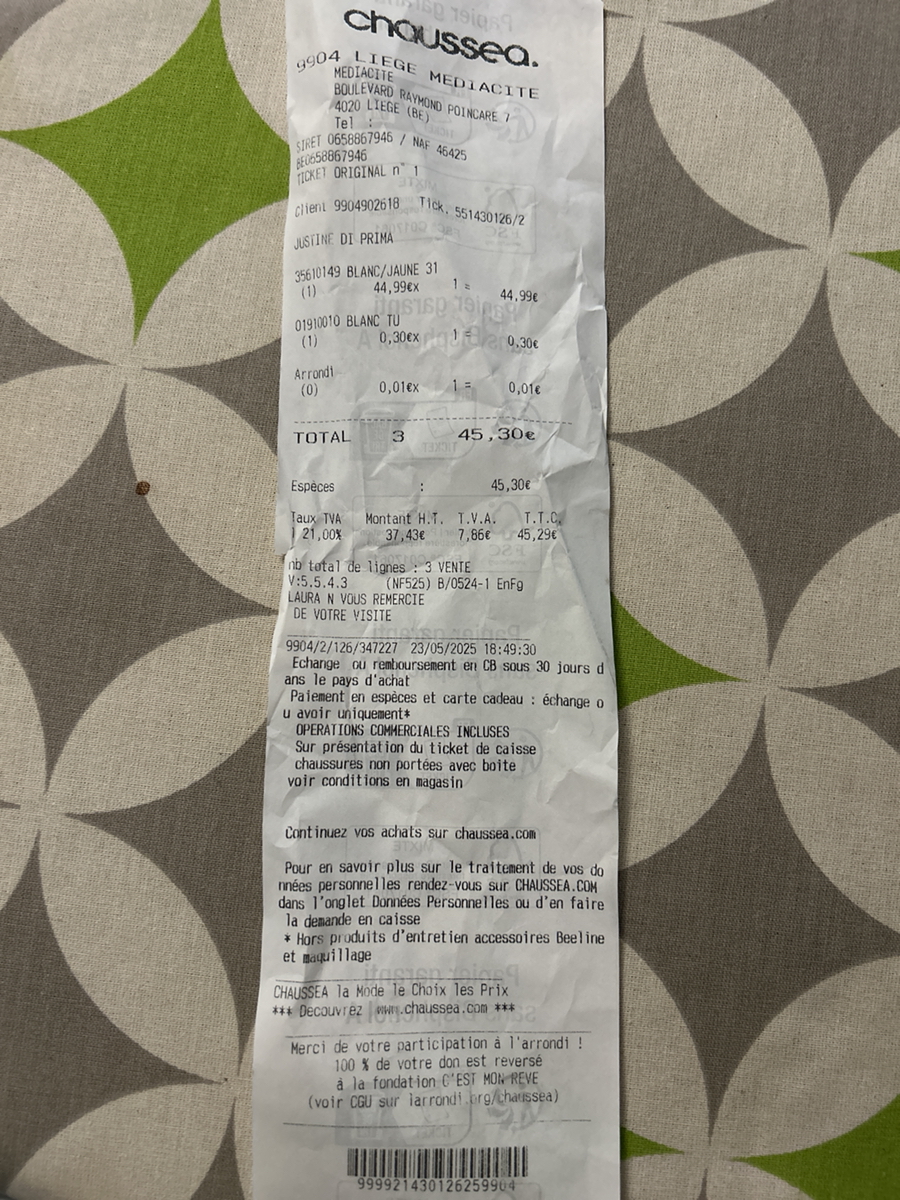 chaussea.
9904 LIEGE MEDIACITE
MEDIACITE
BOULEVARD RAYMOND POINCARE 7
4020 LIEGE (BE)
Tel :
SIRET 0658867946 / NAF 46425
BE0658867946
TICKET ORIGINAL n° 1
Client 9904902618 Tick. 551430126/2
JUSTINE DI PRIMA
35610149 BLANC/JAUNE 31
(1) 44,99€x 1 = 44,99€
01910010 BLANC TU
(1) 0,30€x 1 = 0,30€
Arrondi
(0) 0,01€x 1 = 0,01€
TOTAL 3 45,30€
Espèces : 45,30€
Taux TVA Montant H.T. T.V.A. T.T.C.
21,00% 37,43€ 7,86€ 45,29€
nb total de lignes : 3 VENTE
V:5.5.4.3 (NF525) B/0524-1 EnFg
LAURA N VOUS REMERCIE
DE VOTRE VISITE
9904/2/126/347227 23/05/2025 18:49:30
Echange ou remboursement en CB sous 30 jours d
ans le pays d'achat
Paiement en espèces et carte cadeau : échange o
u avoir uniquement*
OPERATIONS COMMERCIALES INCLUSES
Sur présentation du ticket de caisse
chaussures non portées avec boite
voir conditions en magasin
Continuez vos achats sur chaussea.com
Pour en savoir plus sur le traitement de vos do
nnées personnelles rendez-vous sur CHAUSSEA.COM
dans l'onglet Données Personnelles ou d'en faire
la demande en caisse
* Hors produits d'entretien accessoires Beeline
et maquillage
CHAUSSEA la Mode le Choix les Prix
*** Decouvrez www.chaussea.com ***
Merci de votre participation à l'arrondi !
100 % de votre don est reversé
à la fondation C'EST MON REVE
(voir CGU sur larrondi.org/chaussea)
99992143012625990​4